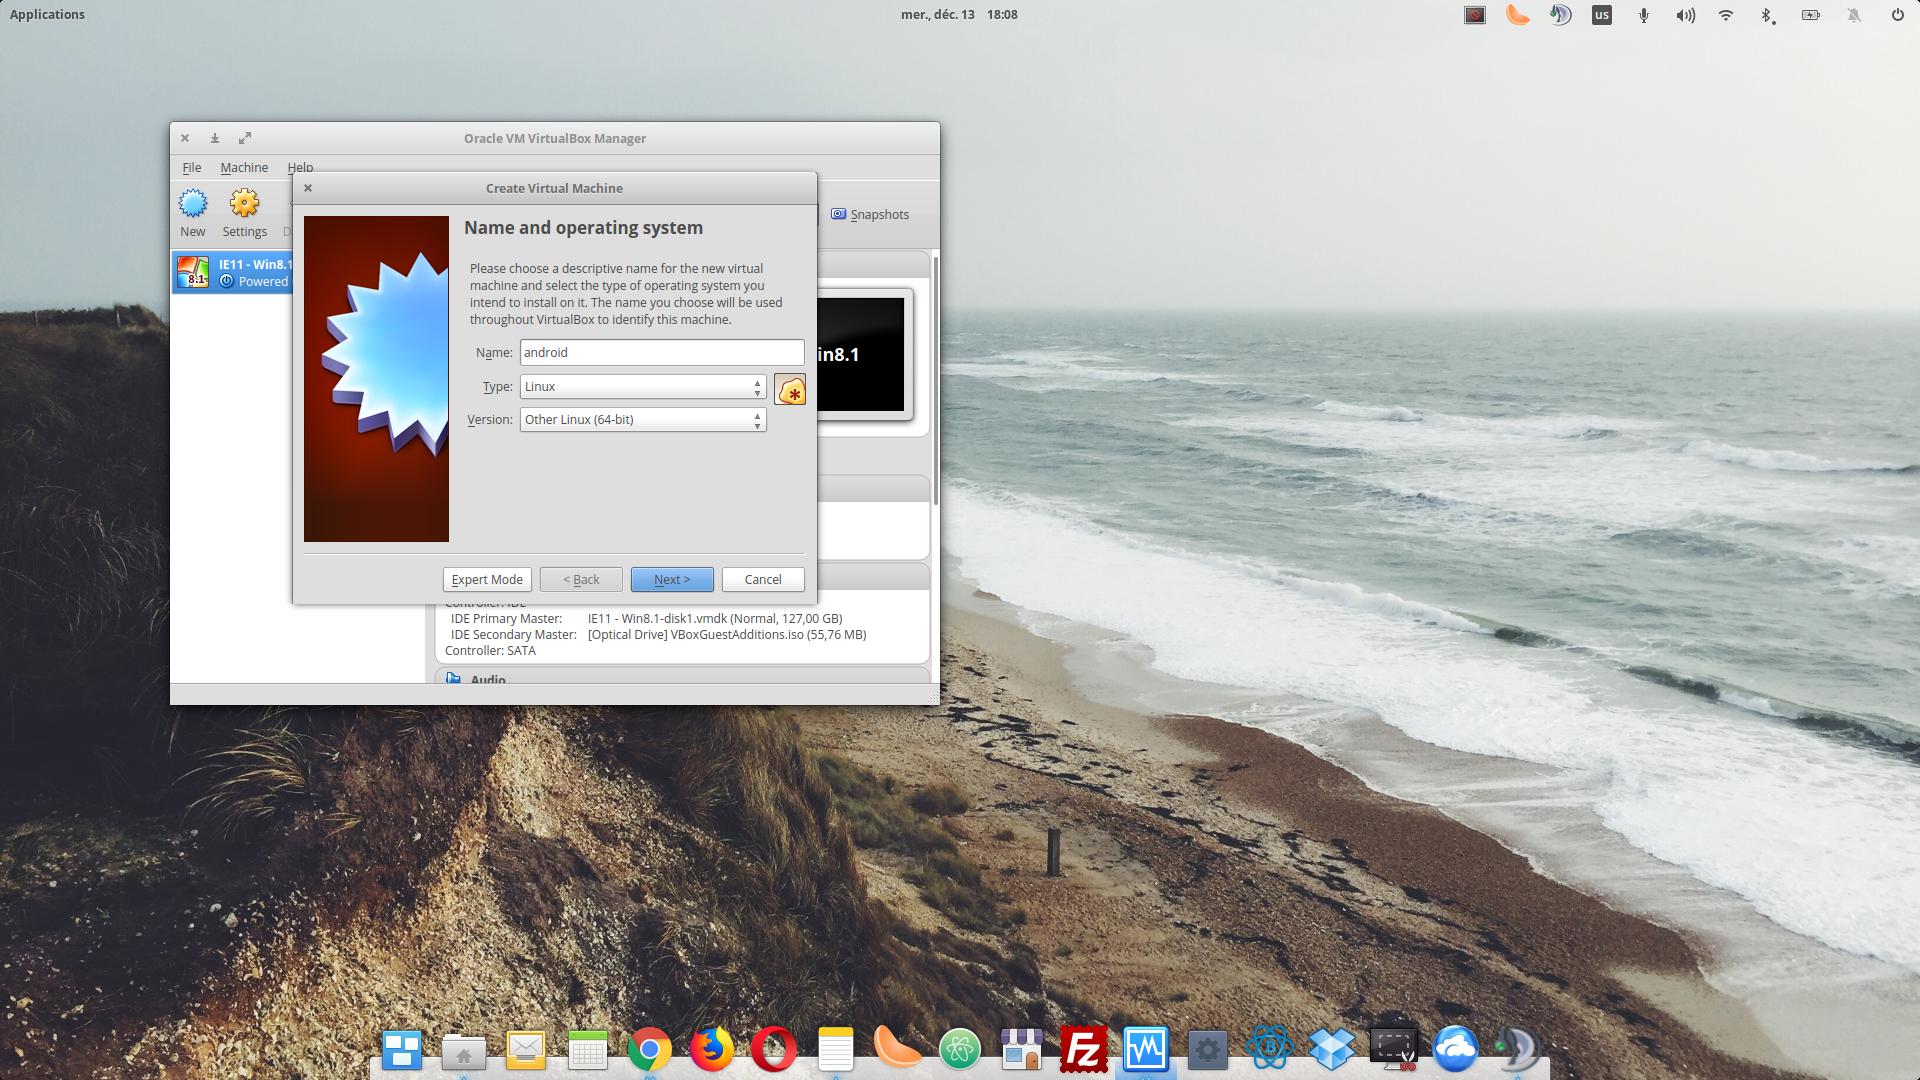 Applications
mer., déc. 13 18:08
us
Oracle VM VirtualBox Manager
File Machine Help
Create Virtual Machine
New Settings
Snapshots
Name and operating system
IE11 - Win8.1
8.1
Powered
Please choose a descriptive name for the new virtual
machine and select the type of operating system you
intend to install on it. The name you choose will be used
throughout VirtualBox to identify this machine.
in8.1
Name: android
Type: Linux
Version: Other Linux (64-bit)
Expert Mode < Back Next > Cancel
Controller: IDE
IDE Primary Master: IE11 - Win8.1-disk1.vmdk (Normal, 127,00 GB)
IDE Secondary Master: [Optical Drive] VBoxGuestAdditions.iso (55,76 MB)
Controller: SATA
Audio
Fz